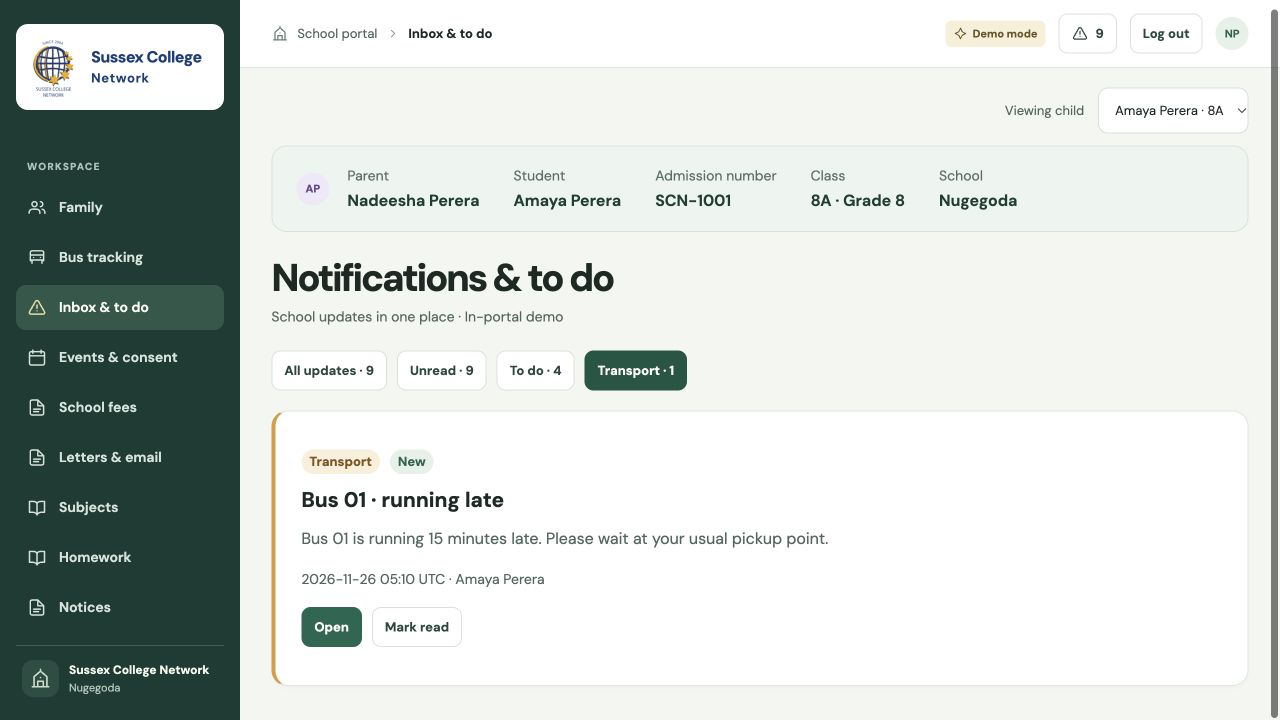 SINCE 2004
SUSSEX COLLEGE
NETWORK
Sussex College
Network
WORKSPACE
Family
Bus tracking
Inbox & to do
Events & consent
School fees
Letters & email
Subjects
Homework
Notices
Sussex College Network
Nugegoda
School portal
Inbox & to do
Demo mode
9
Log out
NP
Viewing child
Amaya Perera · 8A
AP
Parent
Nadeesha Perera
Student
Amaya Perera
Admission number
SCN-1001
Class
8A · Grade 8
School
Nugegoda
Notifications & to do
School updates in one place · In-portal demo
All updates · 9
Unread · 9
To do · 4
Transport · 1
Transport
New
Bus 01 · running late
Bus 01 is running 15 minutes late. Please wait at your usual pickup point.
2026-11-26 05:10 UTC · Amaya Perera
Open
Mark read